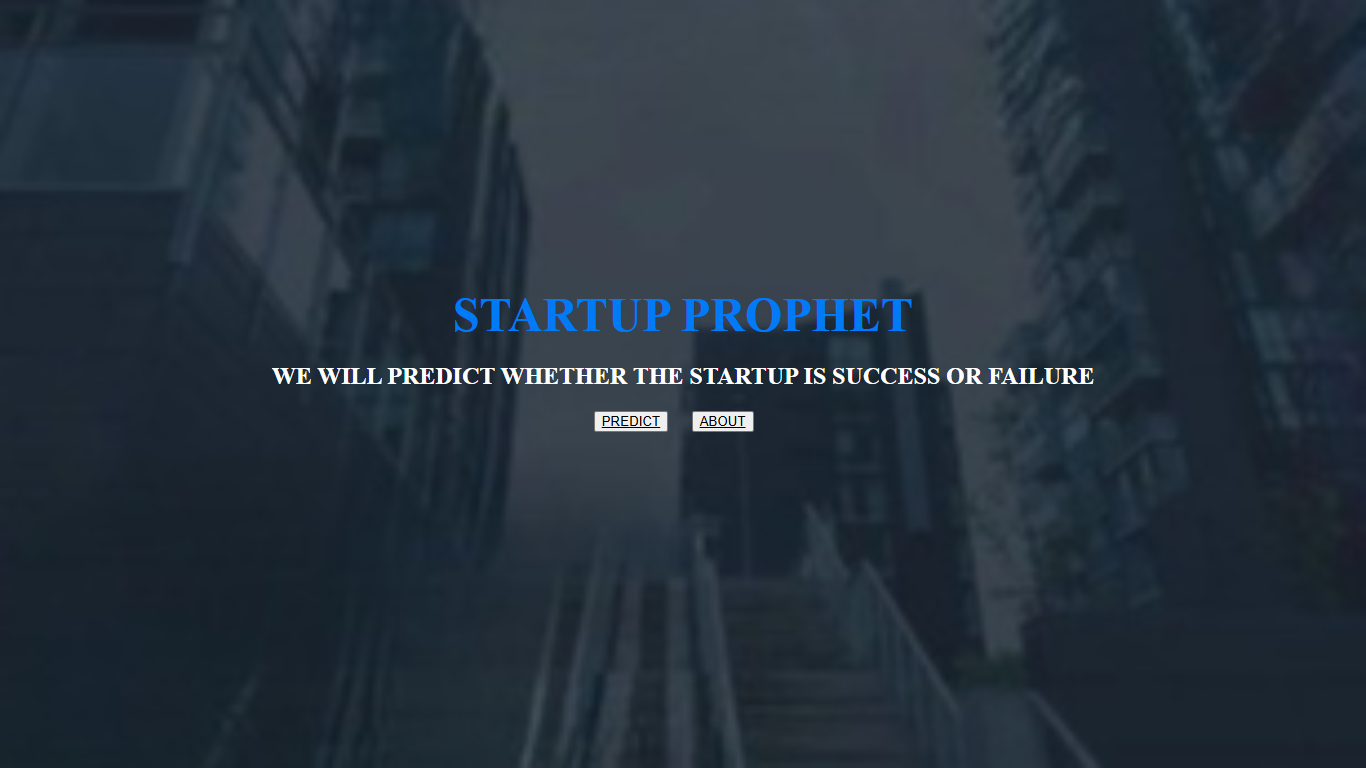 STARTUP PROPHET
WE WILL PREDICT WHETHER THE STARTUP IS SUCCESS OR FAILURE
PREDICT ABOUT